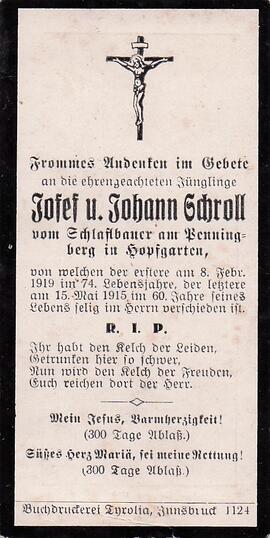 Frommes Andenken im Gebete
an die ehrengeachteten Jünglinge
Josef u. Johann Schroll
vom Schlaflbauer am Penning-
berg in Hopfgarten,
von welchen der erstere am 8. Febr.
1919 im 74. Lebensjahre, der letztere
am 15. Mai 1915 im 60. Jahre seines
Lebens selig im Herrn verschieden ist.
R. I. P.
Ihr habt den Kelch der Leiden,
Getrunken hier so schwer,
Nun wird den Kelch der Freuden,
Euch reichen dort der Herr.
Mein Jesus, Barmherzigkeit!
(300 Tage Ablaß.)
Süßes Herz Mariä, sei meine Rettung!
(300 Tage Ablaß.)
Buchdruckerei Tyrolia, Innsbruck 1124